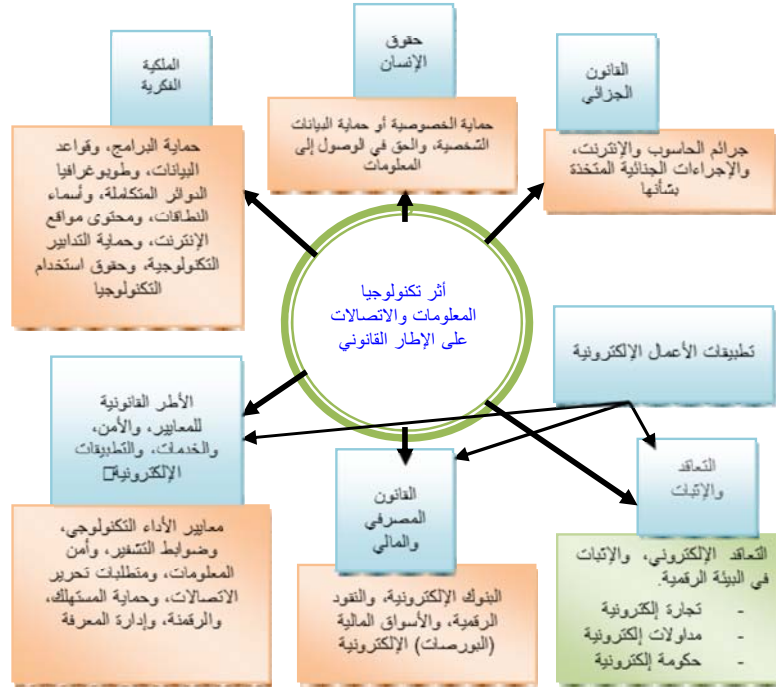 القانون
الجزائي
جرائم الحاسوب والإنترنت،
والإجراءات الجنائية المتخذة
بشأنها
حقوق
الإنسان
حماية الخصوصية أو حماية البيانات
الشخصية، والحق في الوصول إلى
المعلومات
الملكية
الفكرية
حماية البرامج، وقواعد
البيانات، وطوبوغرافيا
الدوائر المتكاملة، وأسماء
النطاقات، ومحتوى مواقع
الإنترنت، وحماية التدابير
التكنولوجية، وحقوق استخدام
التكنولوجيا
أثر تكنولوجيا
المعلومات والاتصالات
على الإطار القانوني
تطبيقات الأعمال الإلكترونية
التعاقد
والإثبات
التعاقد الإلكتروني، والإثبات
في البيئة الرقمية.
- تجارة إلكترونية
- مداولات إلكترونية
- حكومة إلكترونية
القانون
المصرفي
والمالي
البنوك الإلكترونية، والنقود
الرقمية، والأسواق المالية
(البورصات) الإلكترونية
الأطر القانونية
للمعايير، والأمن،
والخدمات، والتطبيقات
الإلكترونية
معايير الأداء التكنولوجي،
وضوابط التشفير، وأمن
المعلومات، ومتطلبات تحرير
الاتصالات، وحماية المستهلك،
والرقمنة، وإدارة المعرفة